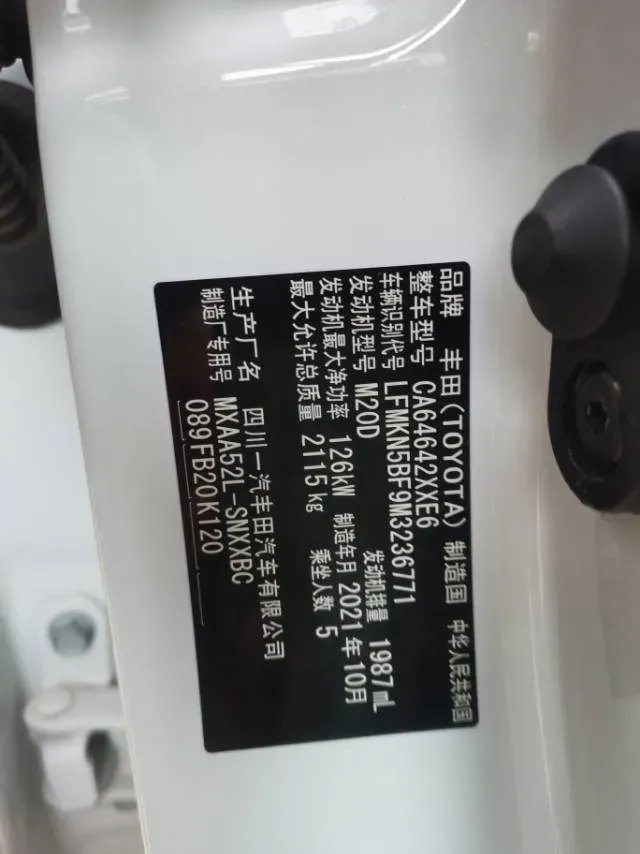 品牌 丰田(TOYOTA) 制造国 中华人民共和国
整车型号 CA64642XXE6
车辆识别代号 LFMKN5BF9M3236771
发动机型号 M20D 发动机排量 1987mL
发动机最大净功率 126kW 制造年月 2021年10月
最大允许总质量 2115kg 乘坐人数 5
生产厂名 四川一汽丰田汽车有限公司
制造厂专用号 MXAA52L-SNXXBC
089 FB20 K120